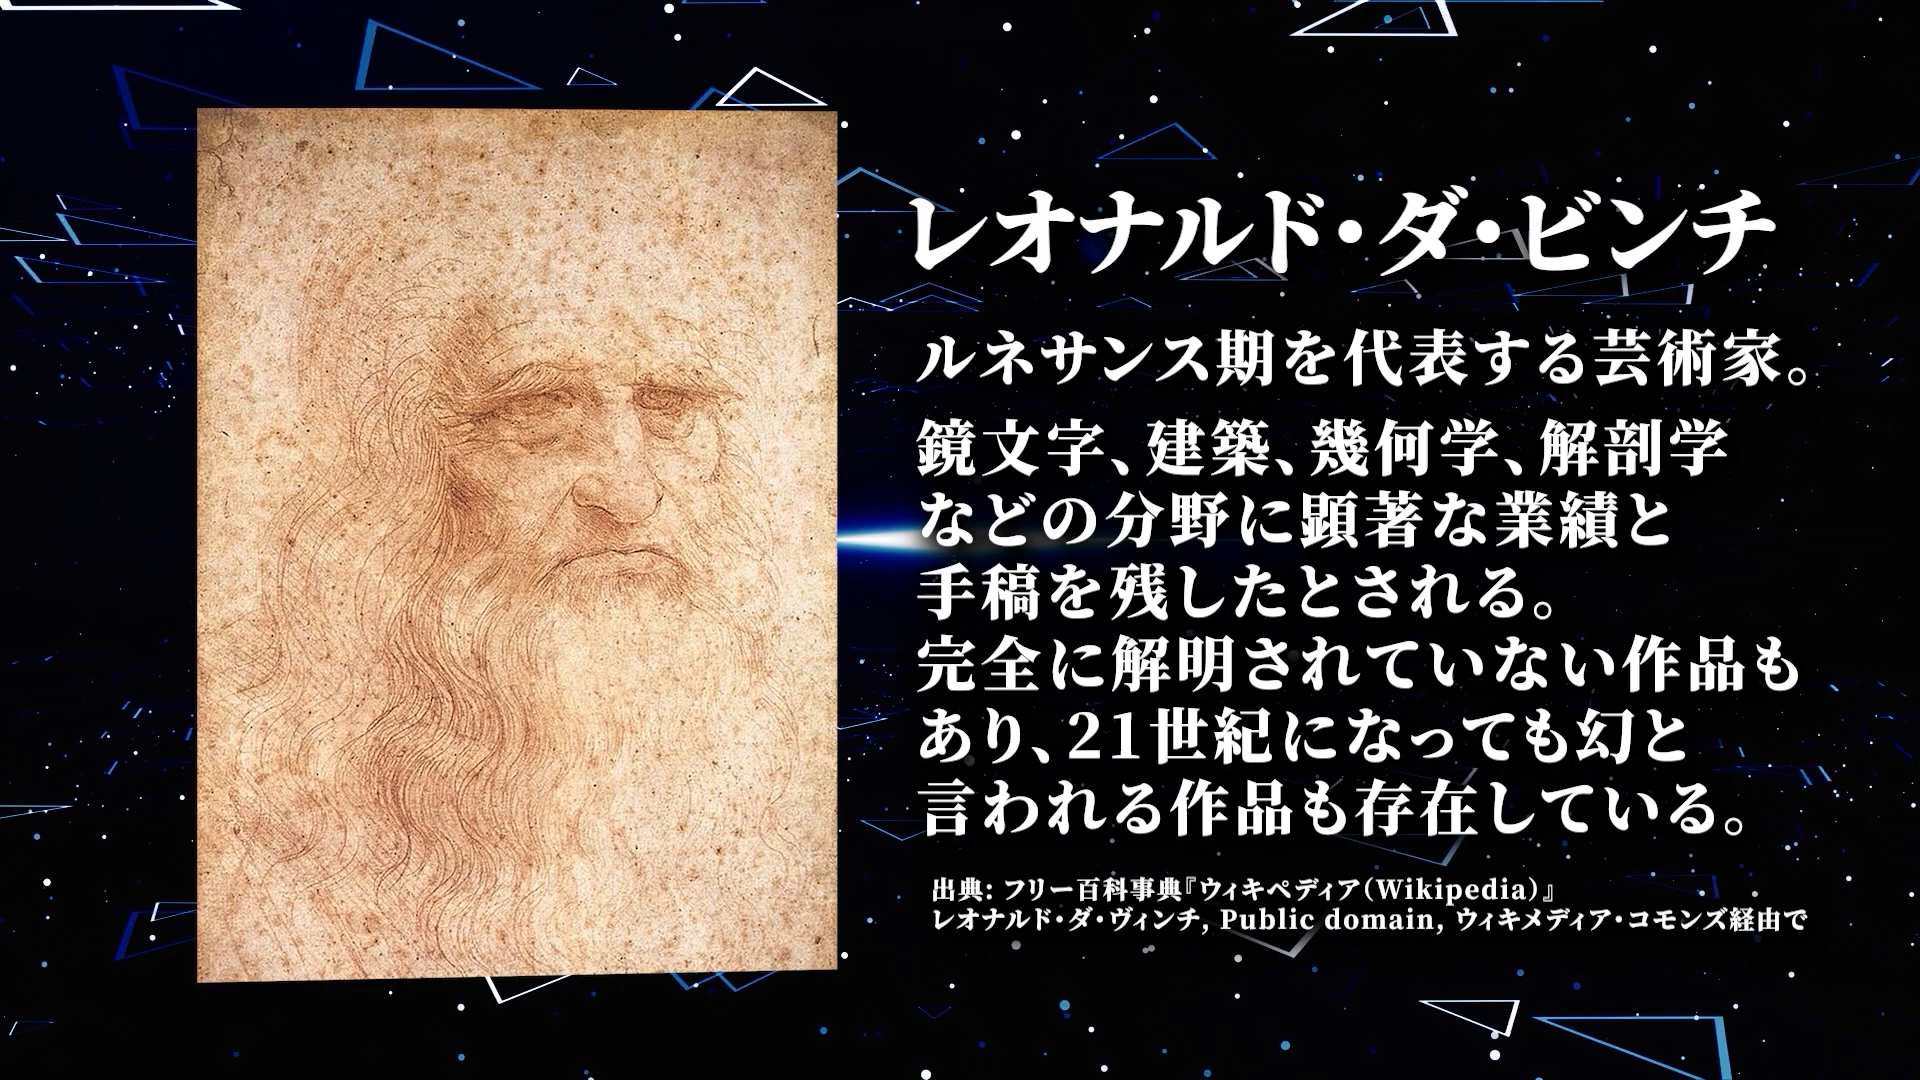 レオナルド・ダ・ビンチ
ルネサンス期を代表する芸術家。
鏡文字、建築、幾何学、解剖学
などの分野に顕著な業績と
手稿を残したとされる。
完全に解明されていない作品も
あり、21世紀になっても幻と
言われる作品も存在している。
出典: フリー百科事典『ウィキペディア(Wikipedia)』
レオナルド・ダ・ヴィンチ, Public domain, ウィキメディア・コモンズ経由で